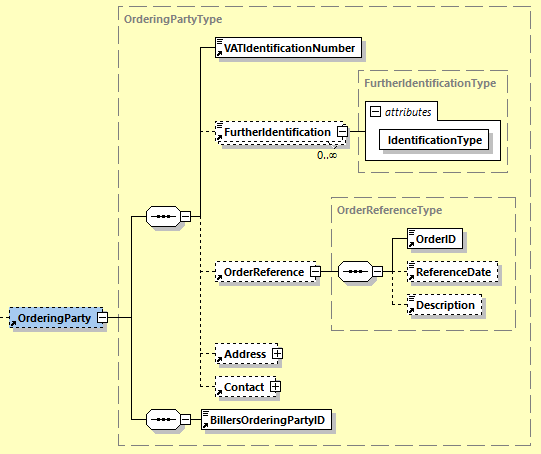 OrderingPartyType
VATIdentificationNumber
FurtherIdentificationType
attributes
FurtherIdentification
IdentificationType
0..∞
OrderReferenceType
OrderID
OrderReference
ReferenceDate
Description
OrderingParty
Address
Contact
BillersOrderingPartyID